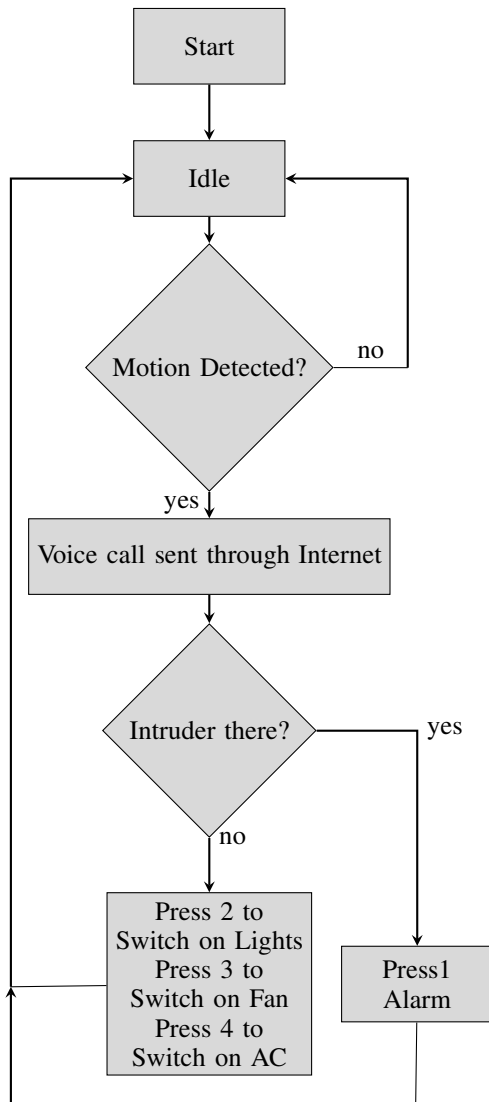 Start
Idle
Motion Detected?
no
yes
Voice call sent through Internet
Intruder there?
yes
no
Press 2 to
Switch on Lights
Press 3 to
Switch on Fan
Press 4 to
Switch on AC
Press1
Alarm